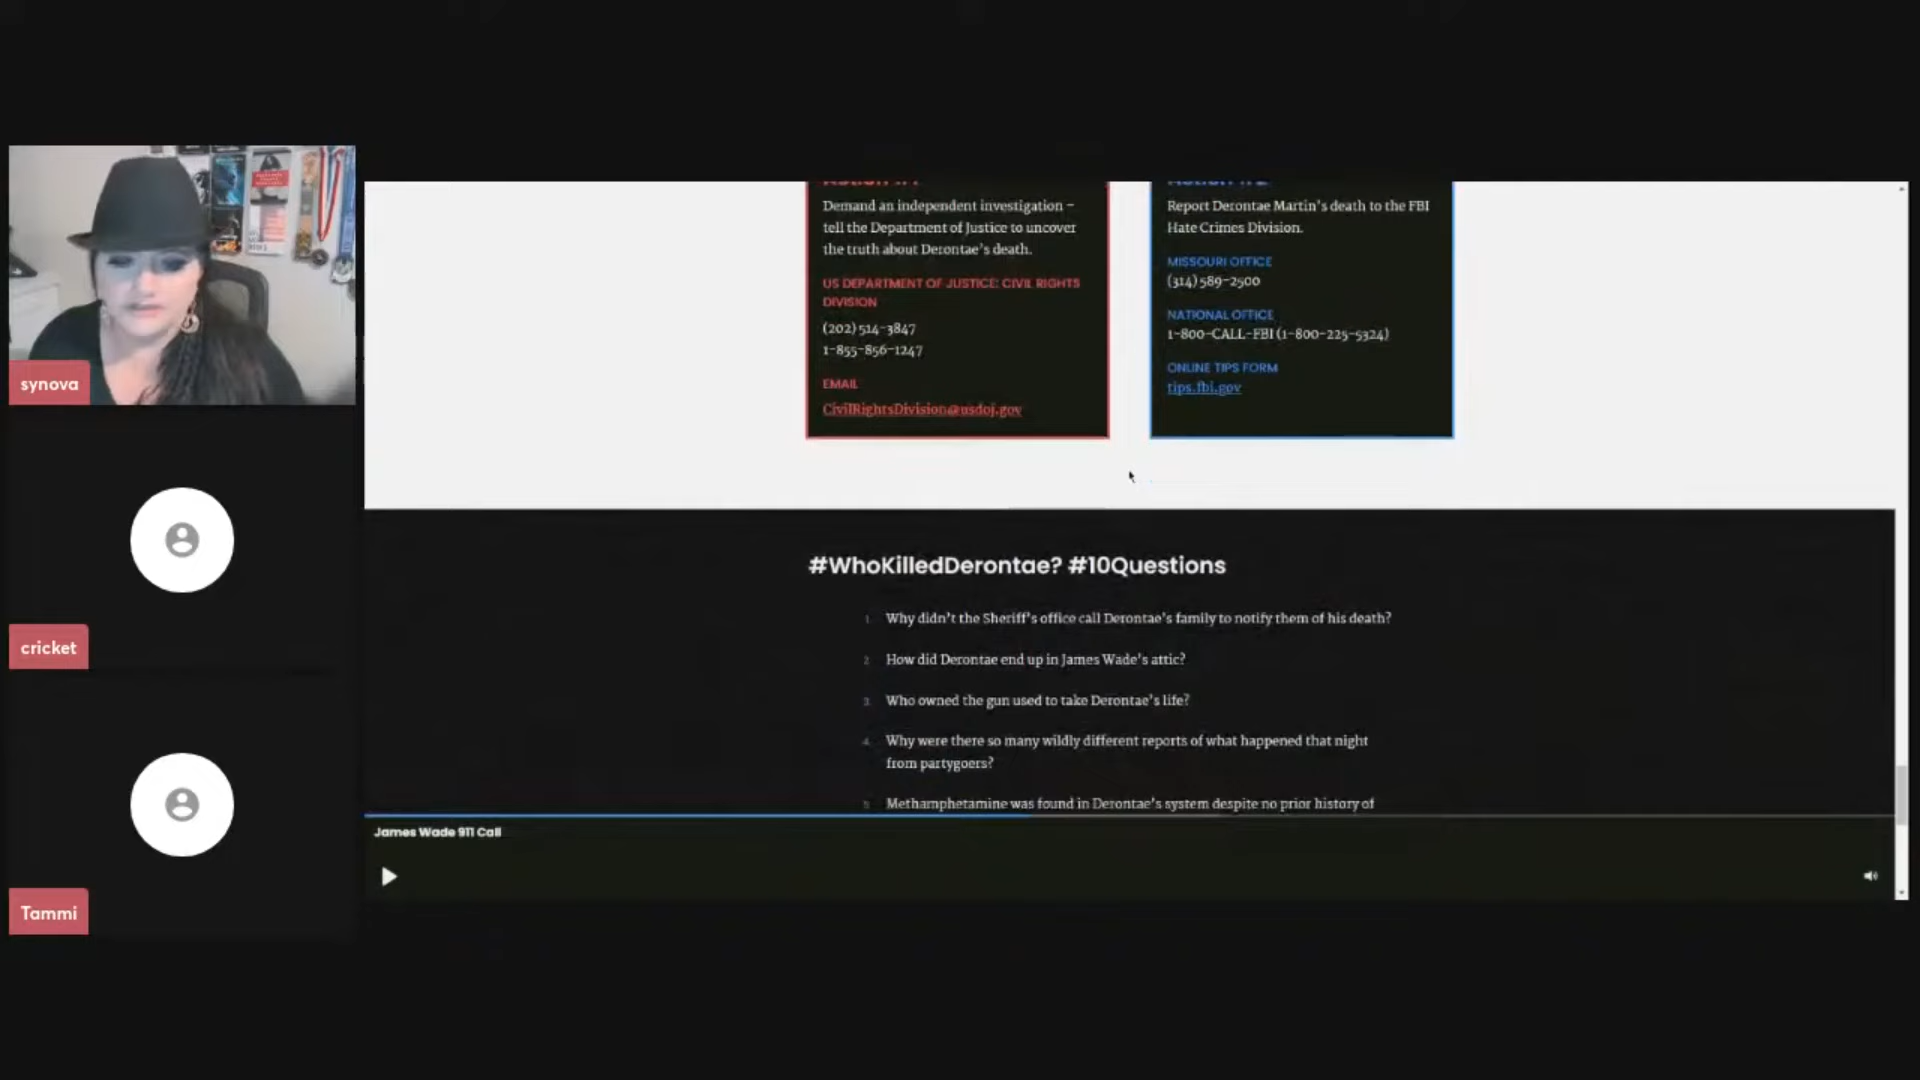 synova
cricket
Tammi
Demand an independent investigation –
tell the Department of Justice to uncover
the truth about Derontae's death.
US DEPARTMENT OF JUSTICE: CIVIL RIGHTS
DIVISION
(202) 514-3847
1-855-856-1247
EMAIL
CivilRightsDivision@usdoj.gov
Report Derontae Martin's death to the FBI
Hate Crimes Division.
MISSOURI OFFICE
(314) 589-2500
NATIONAL OFFICE
1-800-CALL-FBI (1-800-225-5324)
ONLINE TIPS FORM
tips.fbi.gov
#WhoKilledDerontae? #10Questions
1. Why didn't the Sheriff's office call Derontae's family to notify them of his death?
2. How did Derontae end up in James Wade's attic?
3. Who owned the gun used to take Derontae's life?
4. Why were there so many wildly different reports of what happened that night
from partygoers?
5. Methamphetamine was found in Derontae's system despite no prior history of
James Wade 911 Call